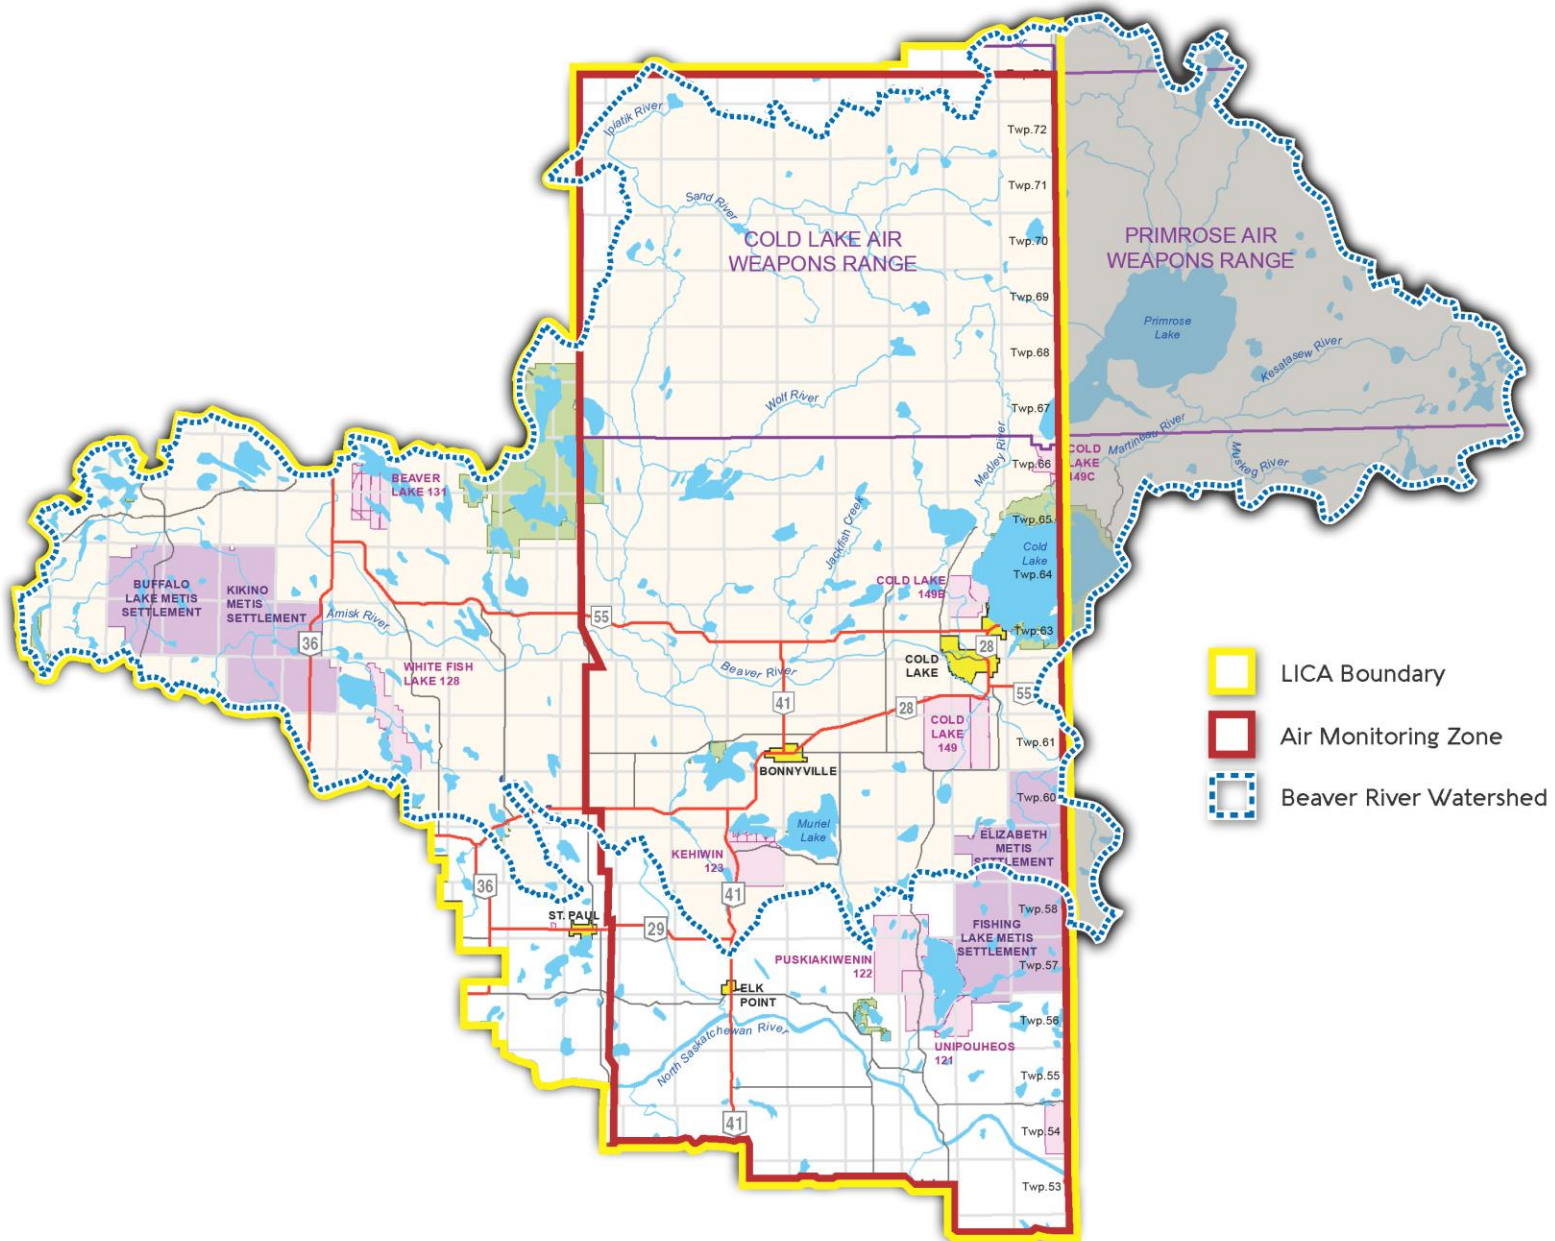 Twp.72
Ipiatik River
Twp.71
Sand River
COLD LAKE AIR
WEAPONS RANGE
Twp.70
PRIMROSE AIR
WEAPONS RANGE
Twp.69
Primrose
Lake
Twp.68
Kesatasew River
Wolf River
Twp.67
Martineau River
Medley River
Twp.66
COLD
LAKE
149C
Muskeg River
BEAVER
LAKE 131
Twp.65
Jackfish Creek
Cold
Lake
Twp.64
COLD LAKE
149B
BUFFALO
LAKE METIS
SETTLEMENT
KIKINO
METIS
SETTLEMENT
Amisk River
55
Twp.63
36
28
WHITE FISH
LAKE 128
Beaver River
COLD
LAKE
55
41
28
COLD
LAKE
149
Twp.61
BONNYVILLE
Twp.60
Muriel
Lake
ELIZABETH
METIS
SETTLEMENT
KEHIWIN
123
36
41
Twp.58
ST. PAUL
29
FISHING
LAKE METIS
SETTLEMENT
PUSKIAKIWENIN
122
Twp.57
ELK
POINT
Twp.56
North Saskatchewan River
UNIPOUHEOS
121
Twp.55
41
Twp.54
Twp.53
LICA Boundary
Air Monitoring Zone
Beaver River Watershed